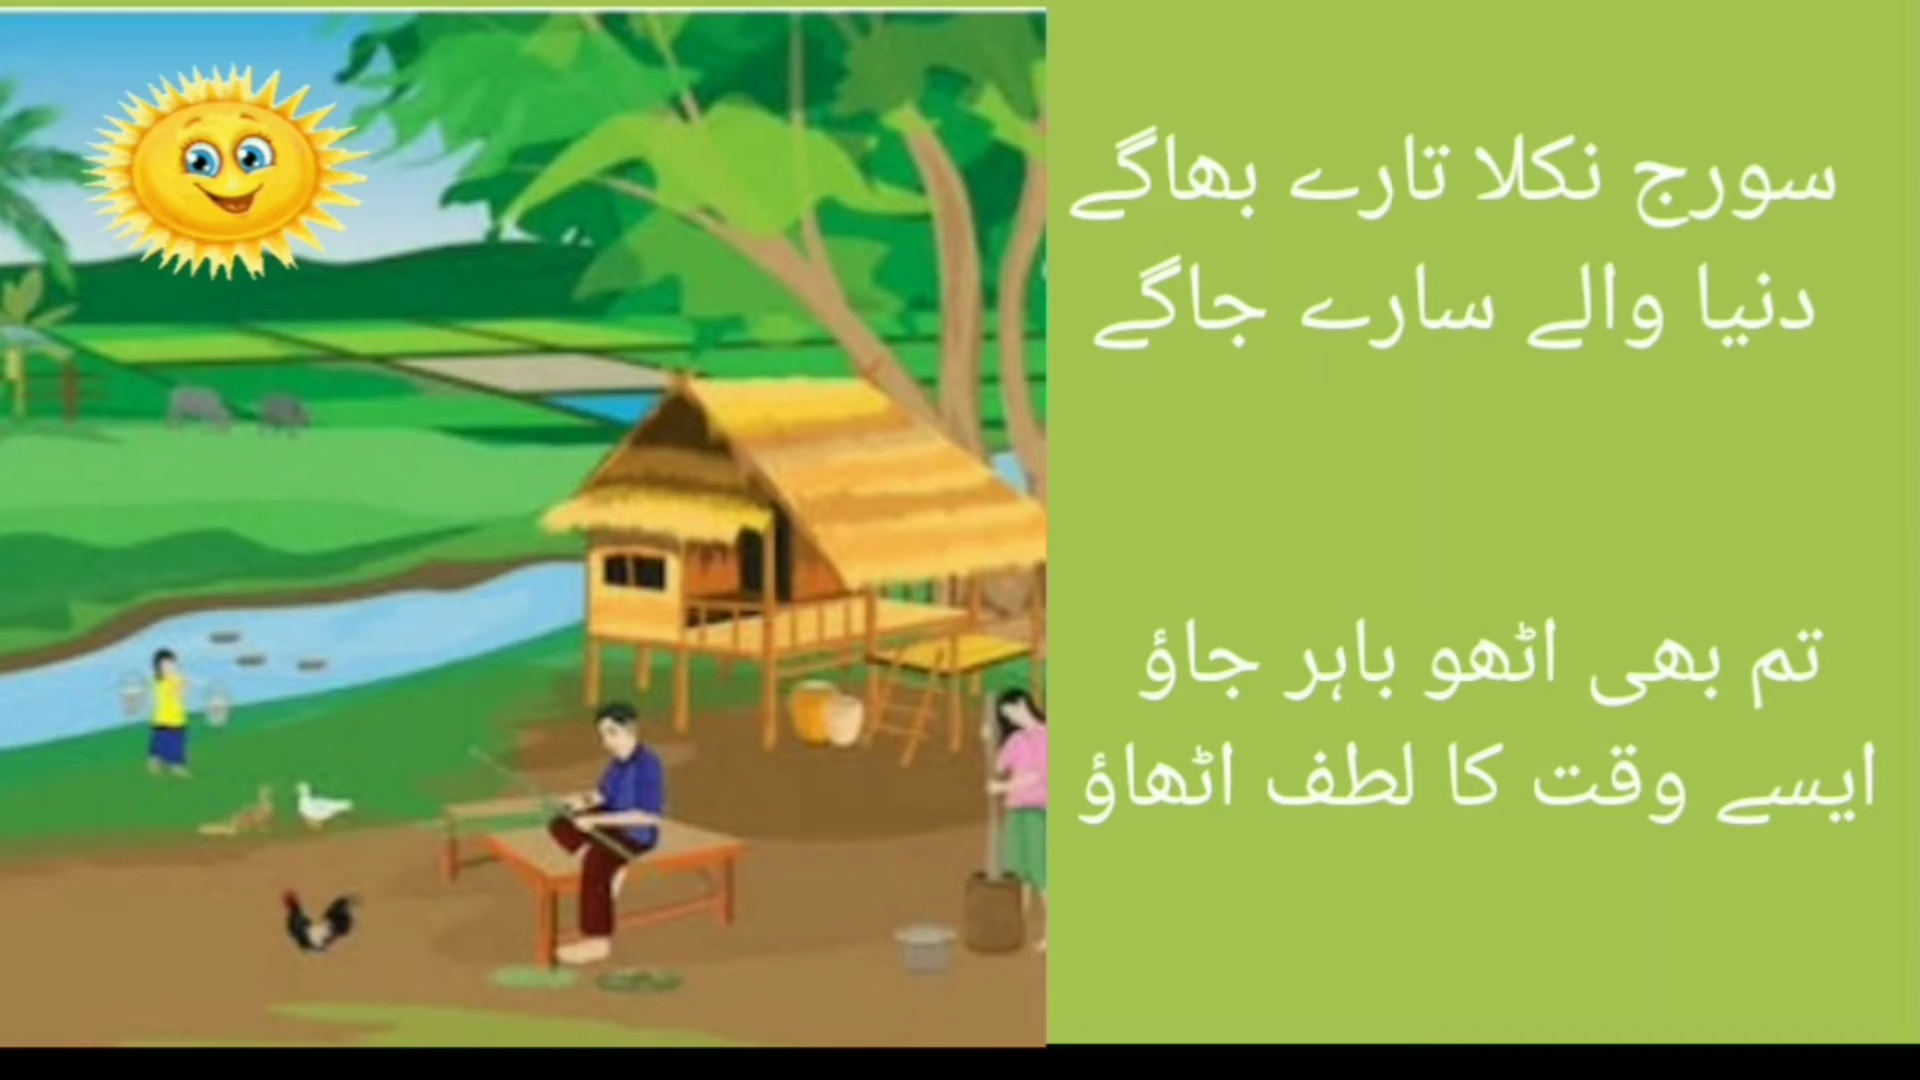 سورج نکلا تارے بھاگے
دنیا والے سارے جاگے
تم بھی اٹھو باہر جاؤ
ایسے وقت کا لطف اٹھاؤ